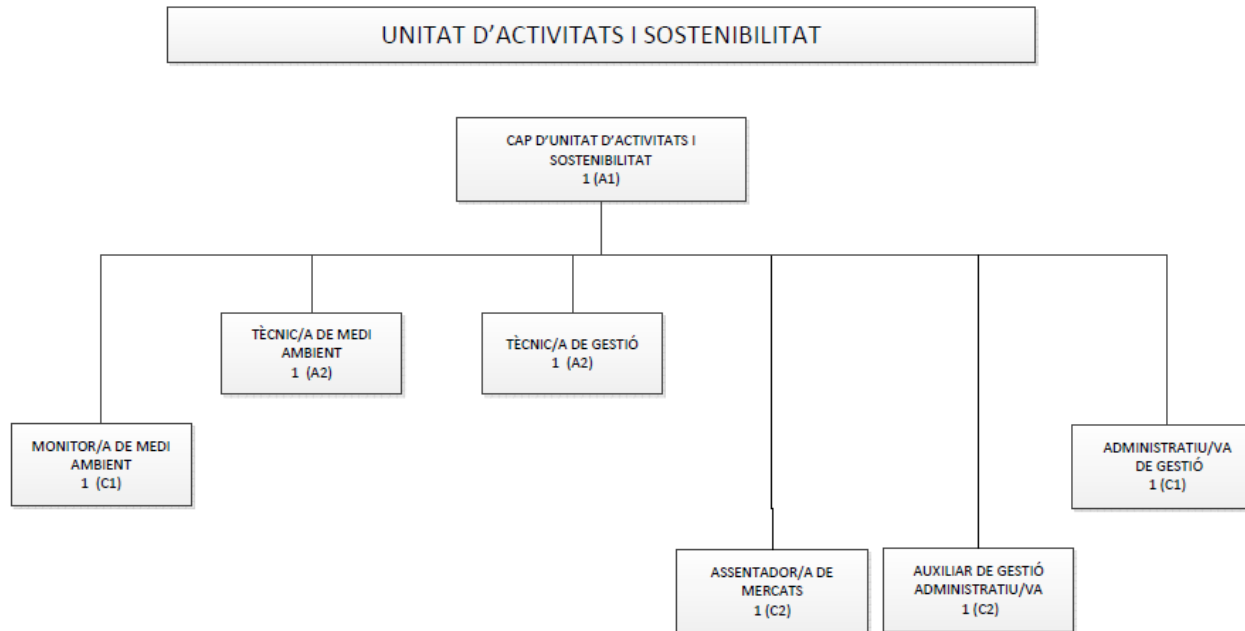 UNITAT D'ACTIVITATS I SOSTENIBILITAT
CAP D'UNITAT D'ACTIVITATS I
SOSTENIBILITAT
1 (A1)
TÈCNIC/A DE MEDI
AMBIENT
1 (A2)
TÈCNIC/A DE GESTIÓ
1 (A2)
MONITOR/A DE MEDI
AMBIENT
1 (C1)
ADMINISTRATIU/VA
DE GESTIÓ
1 (C1)
ASSENTADOR/A DE
MERCATS
1 (C2)
AUXILIAR DE GESTIÓ
ADMINISTRATIU/VA
1 (C2)